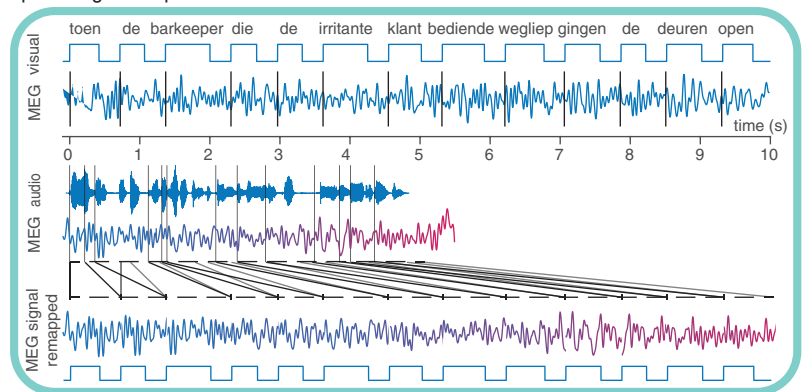 toen de barkeeper die de irritante klant bediende wegliep gingen de deuren open
visual
MEG
time (s)
0 1 2 3 4 5 6 7 8 9 10
audio
MEG
MEG signal
remapped